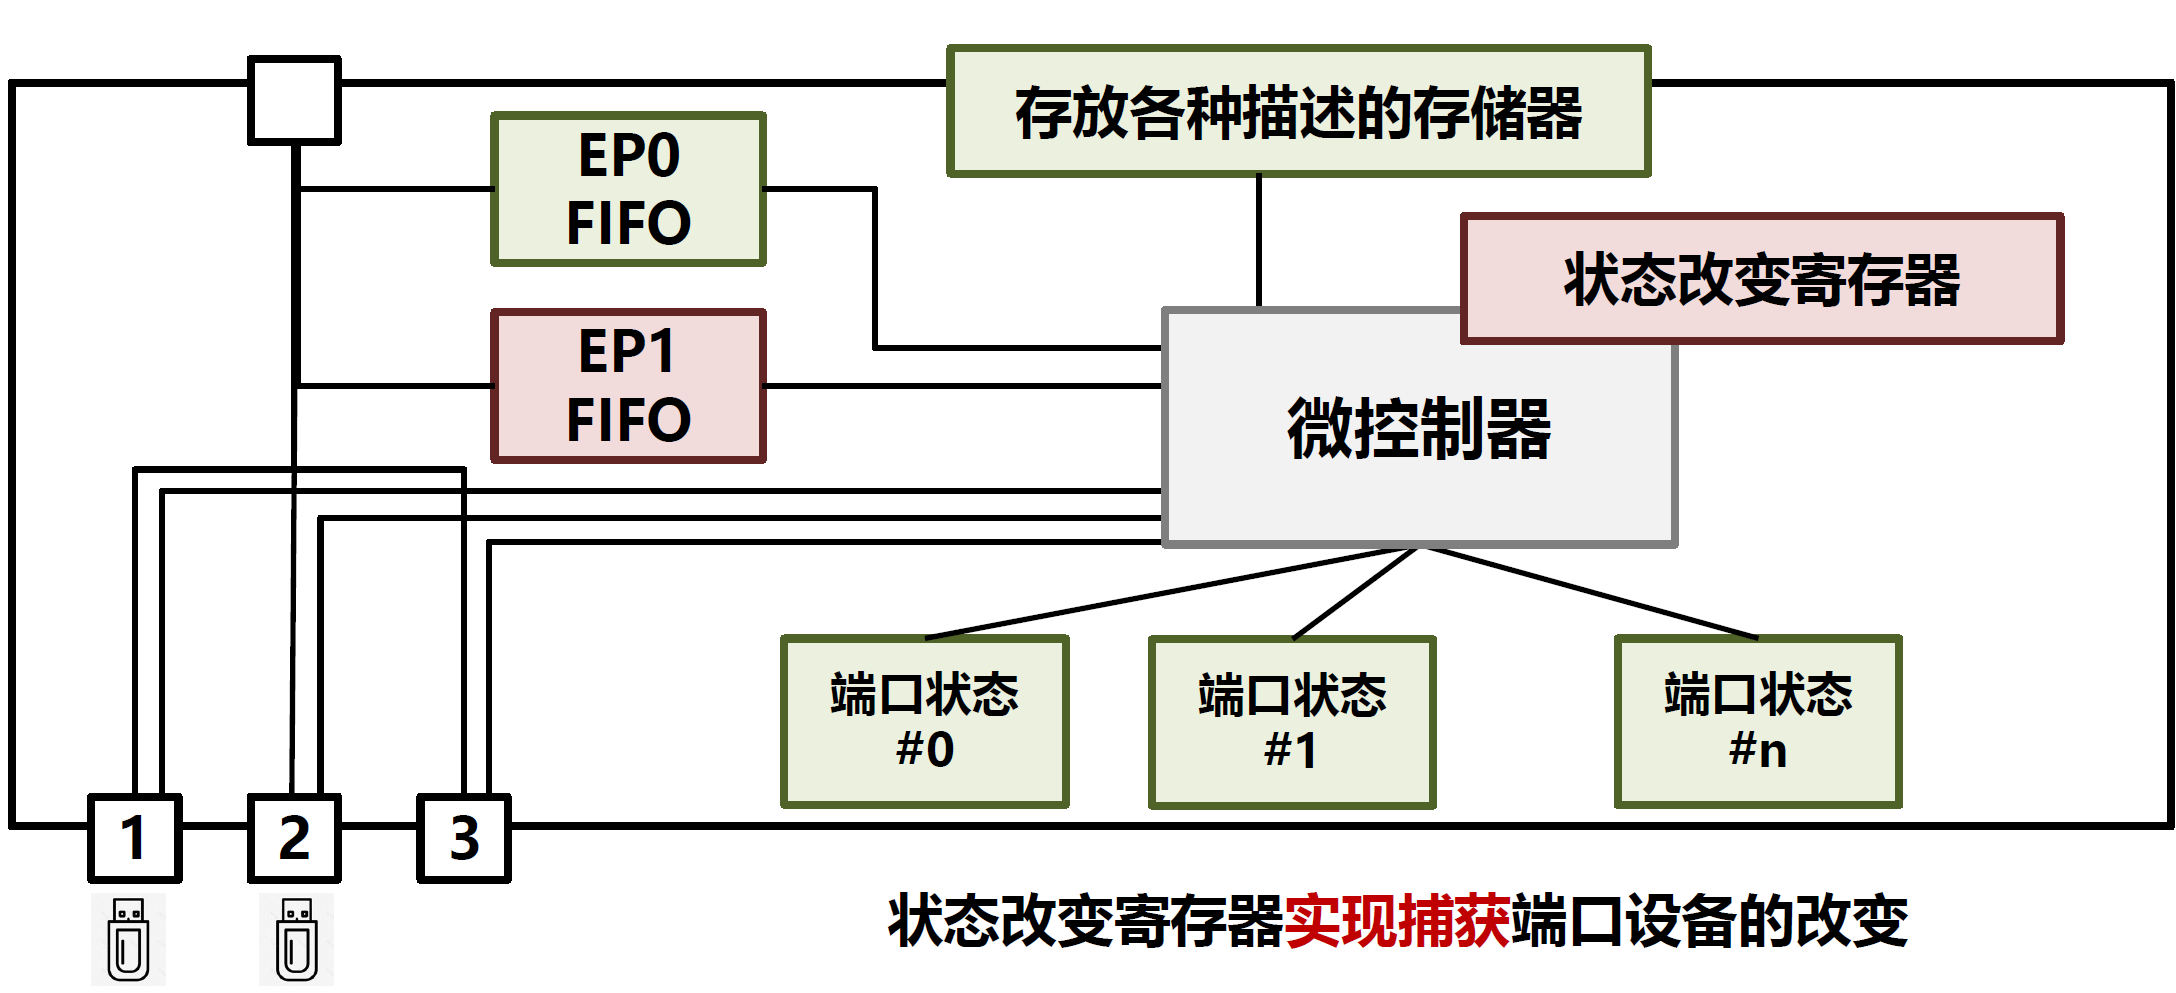 存放各种描述的存储器
EP0
FIFO
状态改变寄存器
EP1
FIFO
微控制器
端口状态
#0
端口状态
#1
端口状态
#n
1
2
3
状态改变寄存器实现捕获端口设备的改变